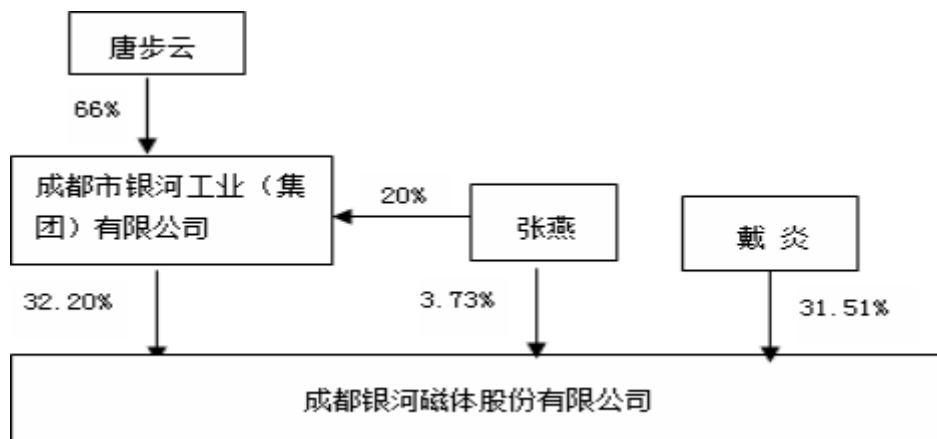 唐步云
66%
成都市银河工业（集
团）有限公司
20%
张燕
戴 炎
32.20%
3.73%
31.51%
成都银河磁体股份有限公司